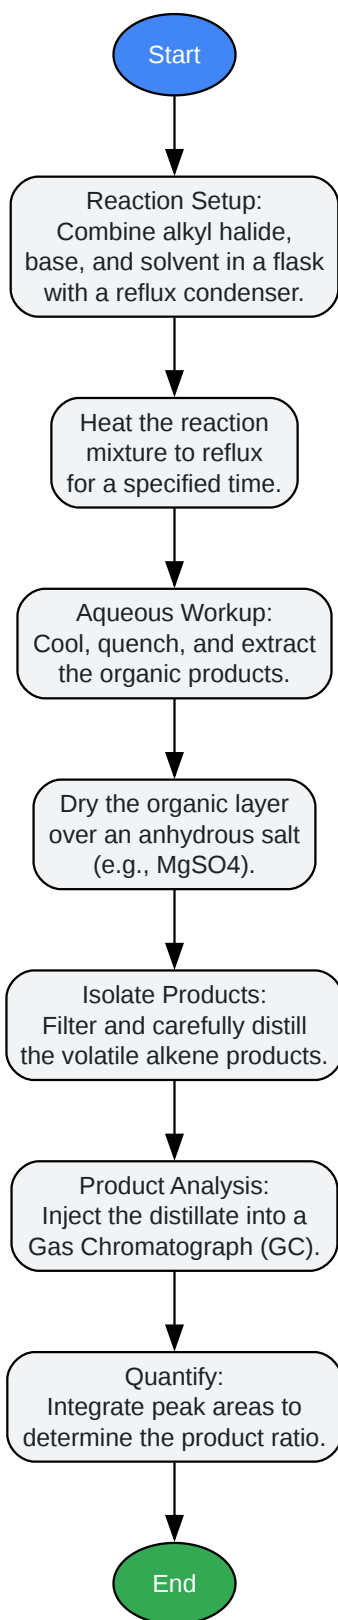 Start
Reaction Setup:
Combine alkyl halide,
base, and solvent in a flask
with a reflux condenser.
Heat the reaction
mixture to reflux
for a specified time.
Aqueous Workup:
Cool, quench, and extract
the organic products.
Dry the organic layer
over an anhydrous salt
(e.g., MgSO4).
Isolate Products:
Filter and carefully distill
the volatile alkene products.
Product Analysis:
Inject the distillate into a
Gas Chromatograph (GC).
Quantify:
Integrate peak areas to
determine the product ratio.
End